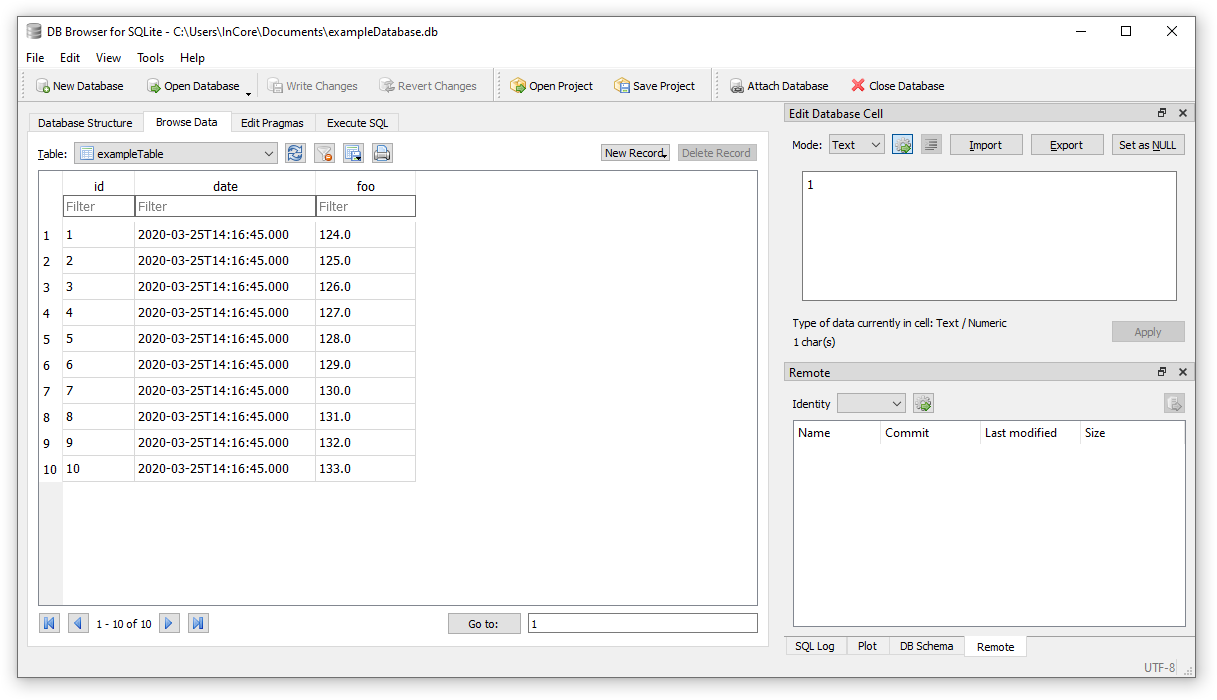 DB Browser for SQLite - C:\Users\InCore\Documents\exampleDatabase.db
File Edit View Tools Help
New Database Open Database Write Changes Revert Changes Open Project Save Project Attach Database Close Database
Database Structure Browse Data Edit Pragmas Execute SQL
Table: exampleTable New Record Delete Record
id date foo
Filter Filter Filter
1 1 2020-03-25T14:16:45.000 124.0
2 2 2020-03-25T14:16:45.000 125.0
3 3 2020-03-25T14:16:45.000 126.0
4 4 2020-03-25T14:16:45.000 127.0
5 5 2020-03-25T14:16:45.000 128.0
6 6 2020-03-25T14:16:45.000 129.0
7 7 2020-03-25T14:16:45.000 130.0
8 8 2020-03-25T14:16:45.000 131.0
9 9 2020-03-25T14:16:45.000 132.0
10 10 2020-03-25T14:16:45.000 133.0
1 - 10 of 10 Go to: 1
Edit Database Cell
Mode: Text Import Export Set as NULL
1
Type of data currently in cell: Text / Numeric
1 char(s)
Apply
Remote
Identity
Name Commit Last modified Size
SQL Log Plot DB Schema Remote
UTF-8